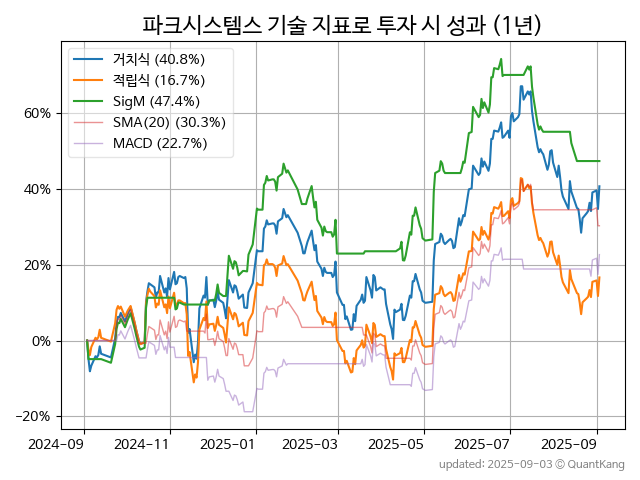 파크시스템스 기술 지표로 투자 시 성과 (1년)
거치식 (40.8%)
적립식 (16.7%)
SigM (47.4%)
SMA(20) (30.3%)
MACD (22.7%)
60%
40%
20%
0%
−20%
2024-09 2024-11 2025-01 2025-03 2025-05 2025-07 2025-09
updated: 2025-09-03 © QuantKang